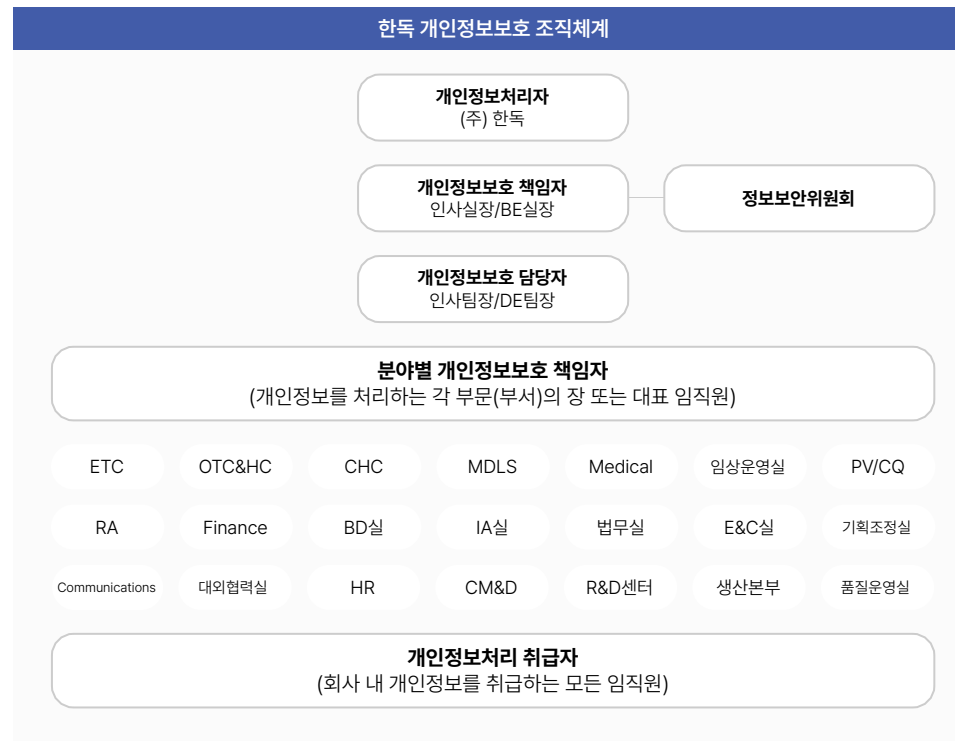 한독 개인정보보호 조직체계
개인정보처리자
(주) 한독
개인정보보호 책임자
인사실장/BE실장
정보보안위원회
개인정보보호 담당자
인사팀장/DE팀장
분야별 개인정보보호 책임자
(개인정보를 처리하는 각 부문(부서)의 장 또는 대표 임직원)
ETC OTC&HC CHC MDLS Medical 임상운영실 PV/CQ
RA Finance BD실 IA실 법무실 E&C실 기획조정실
Communications 대외협력실 HR CM&D R&D센터 생산본부 품질운영실
개인정보처리 취급자
(회사 내 개인정보를 취급하는 모든 임직원)